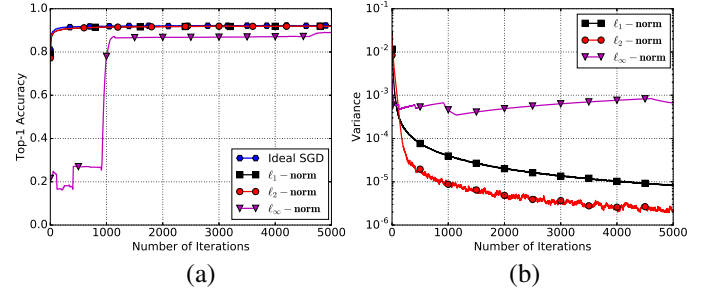 1.0
0.8
0.6
0.4
0.2
0.0
Top-1 Accuracy
0 1000 2000 3000 4000 5000
Number of Iterations
Ideal SGD
ℓ₁ − norm
ℓ₂ − norm
ℓ∞ − norm
(a)
10⁻¹
10⁻²
10⁻³
10⁻⁴
10⁻⁵
10⁻⁶
Variance
0 1000 2000 3000 4000 5000
Number of Iterations
ℓ₁ − norm
ℓ₂ − norm
ℓ∞ − norm
(b)